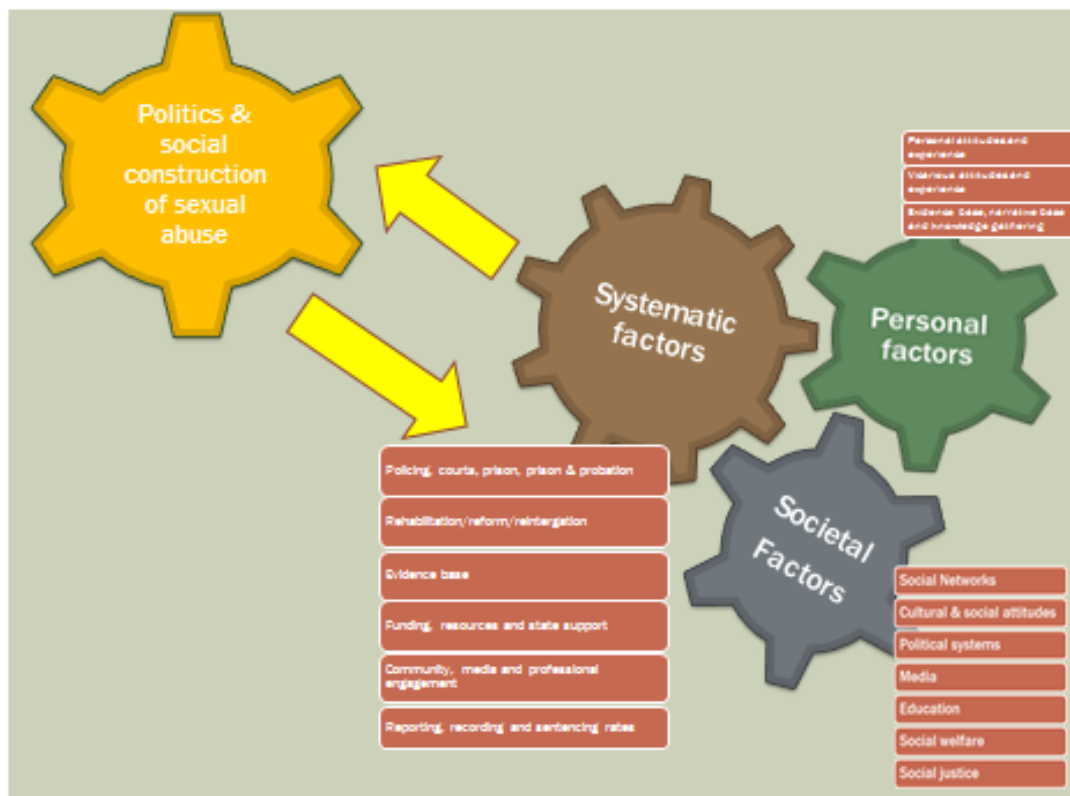 Politics &
social
construction
of sexual
abuse
Systematic
factors
Personal attitudes and
experience
Vicarious attitudes and
experience
Evidence base, narrative base
and knowledge gathering
Personal
factors
Societal
Factors
Policing, courts, prison, prison & probation
Rehabilitation/reform/reintergation
Evidence base
Funding, resources and state support
Community, media and professional
engagement
Reporting, recording and sentencing rates
Social Networks
Cultural & social attitudes
Political systems
Media
Education
Social welfare
Social justice